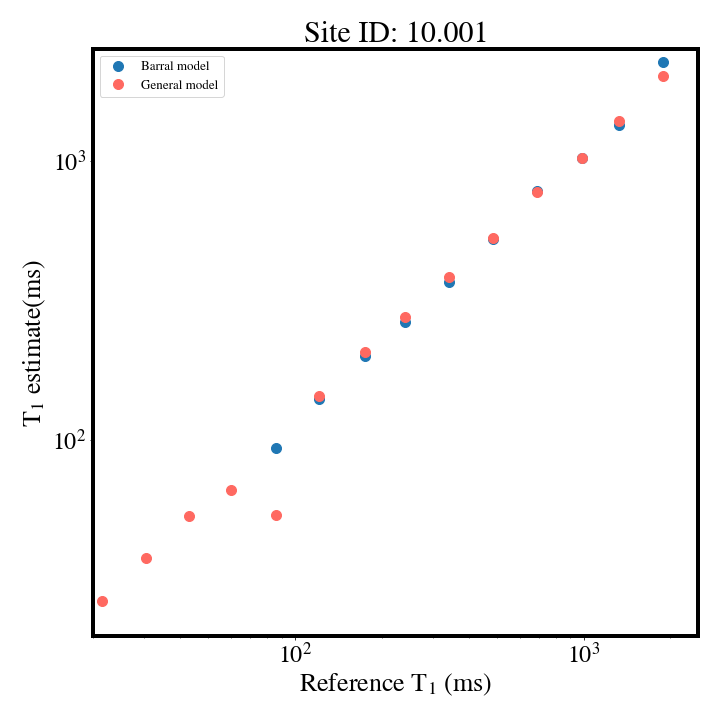 Site ID: 10.001
Barral model
General model
10³
10²
T₁ estimate(ms)
10²
10³
Reference T₁ (ms)